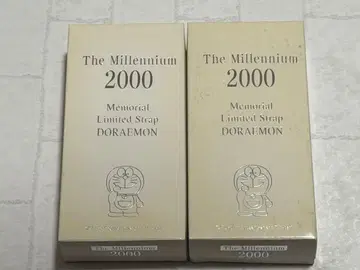 The Millennium
2000
Memorial
Limited Strap
DORAEMON
The Millennium
2000
The Millennium
2000
Memorial
Limited Strap
DORAEMON
The Millennium
2000